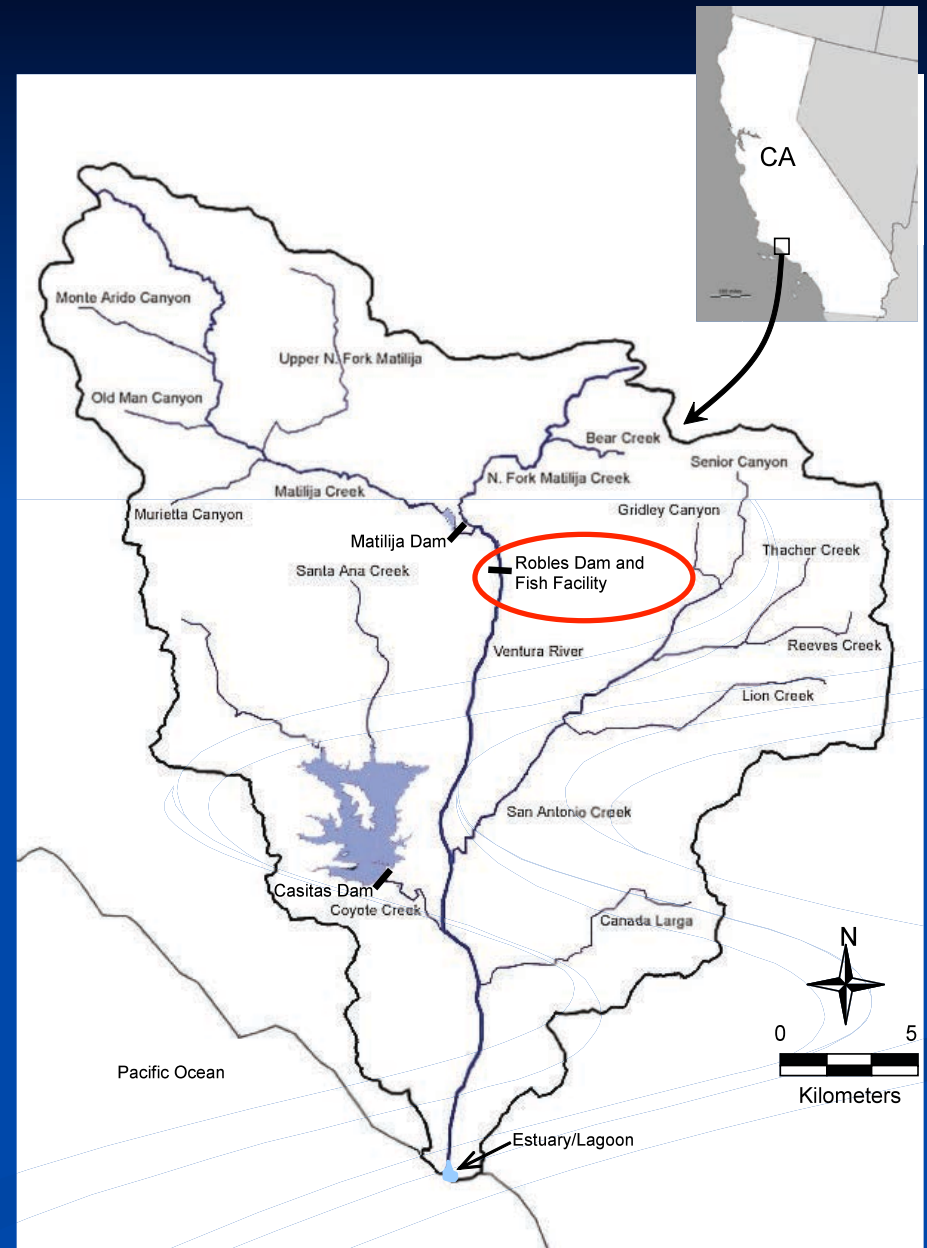 CA
Monte Arido Canyon
Upper N. Fork Matilija
Old Man Canyon
Bear Creek
Senior Canyon
N. Fork Matilija Creek
Matilija Creek
Murietta Canyon
Gridley Canyon
Matilija Dam
Thacher Creek
Robles Dam and
Fish Facility
Santa Ana Creek
Reeves Creek
Ventura River
Lion Creek
San Antonio Creek
Casitas Dam
Coyote Creek
Canada Larga
N
0 5
Kilometers
Pacific Ocean
Estuary/Lagoon